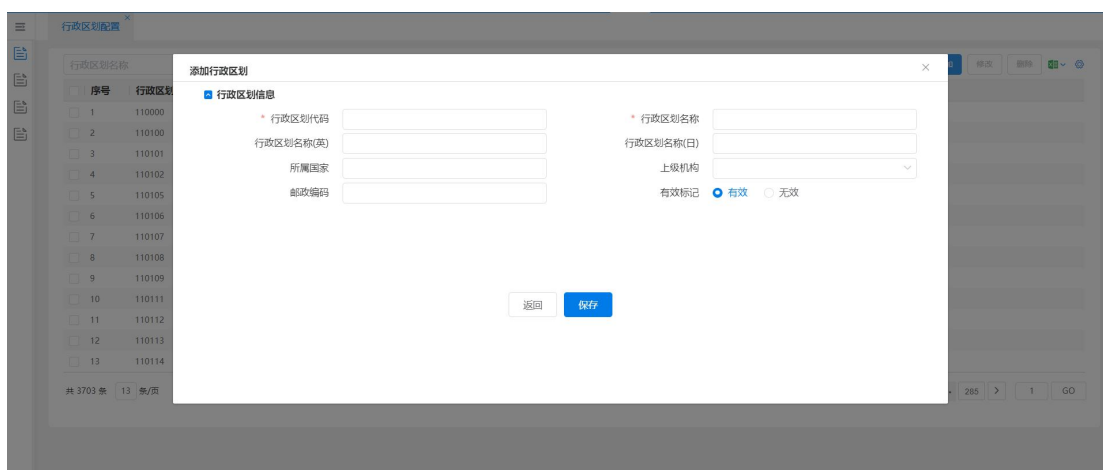 行政区划配置 ×
行政区划名称 修改 删除
添加行政区划 ×
序号 行政区划
行政区划信息
1 110000
* 行政区划代码 * 行政区划名称
2 110100
行政区划名称(英) 行政区划名称(日)
3 110101
所属国家 上级机构
4 110102
邮政编码 有效标记 有效 无效
5 110105
6 110106
7 110107
8 110108
9 110109
10 110111
返回 保存
11 110112
12 110113
13 110114
共 3703 条 13 条/页 285 > 1 GO